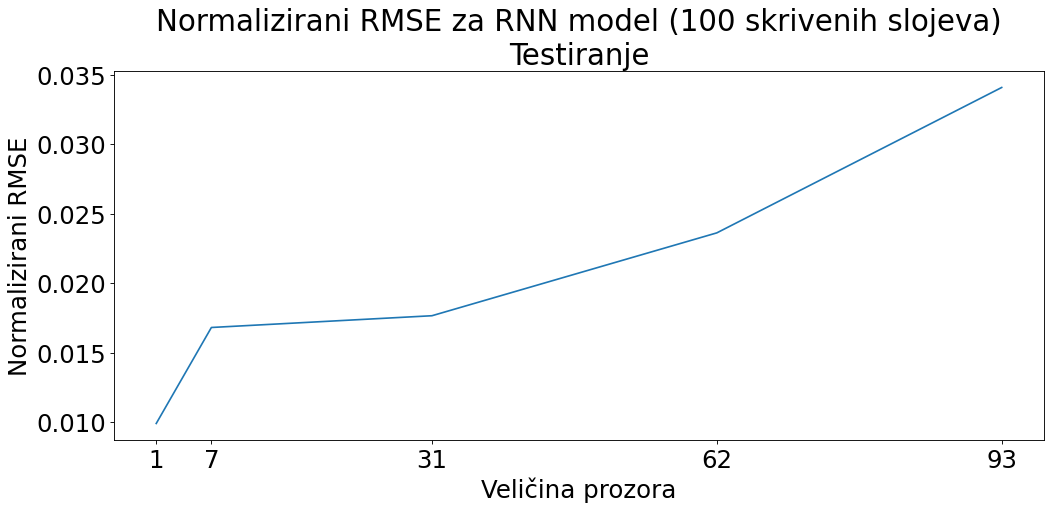 Normalizirani RMSE za RNN model (100 skrivenih slojeva)
Testiranje
0.035
0.030
0.025
0.020
0.015
0.010
Normalizirani RMSE
1 7 31 62 93
Veličina prozora